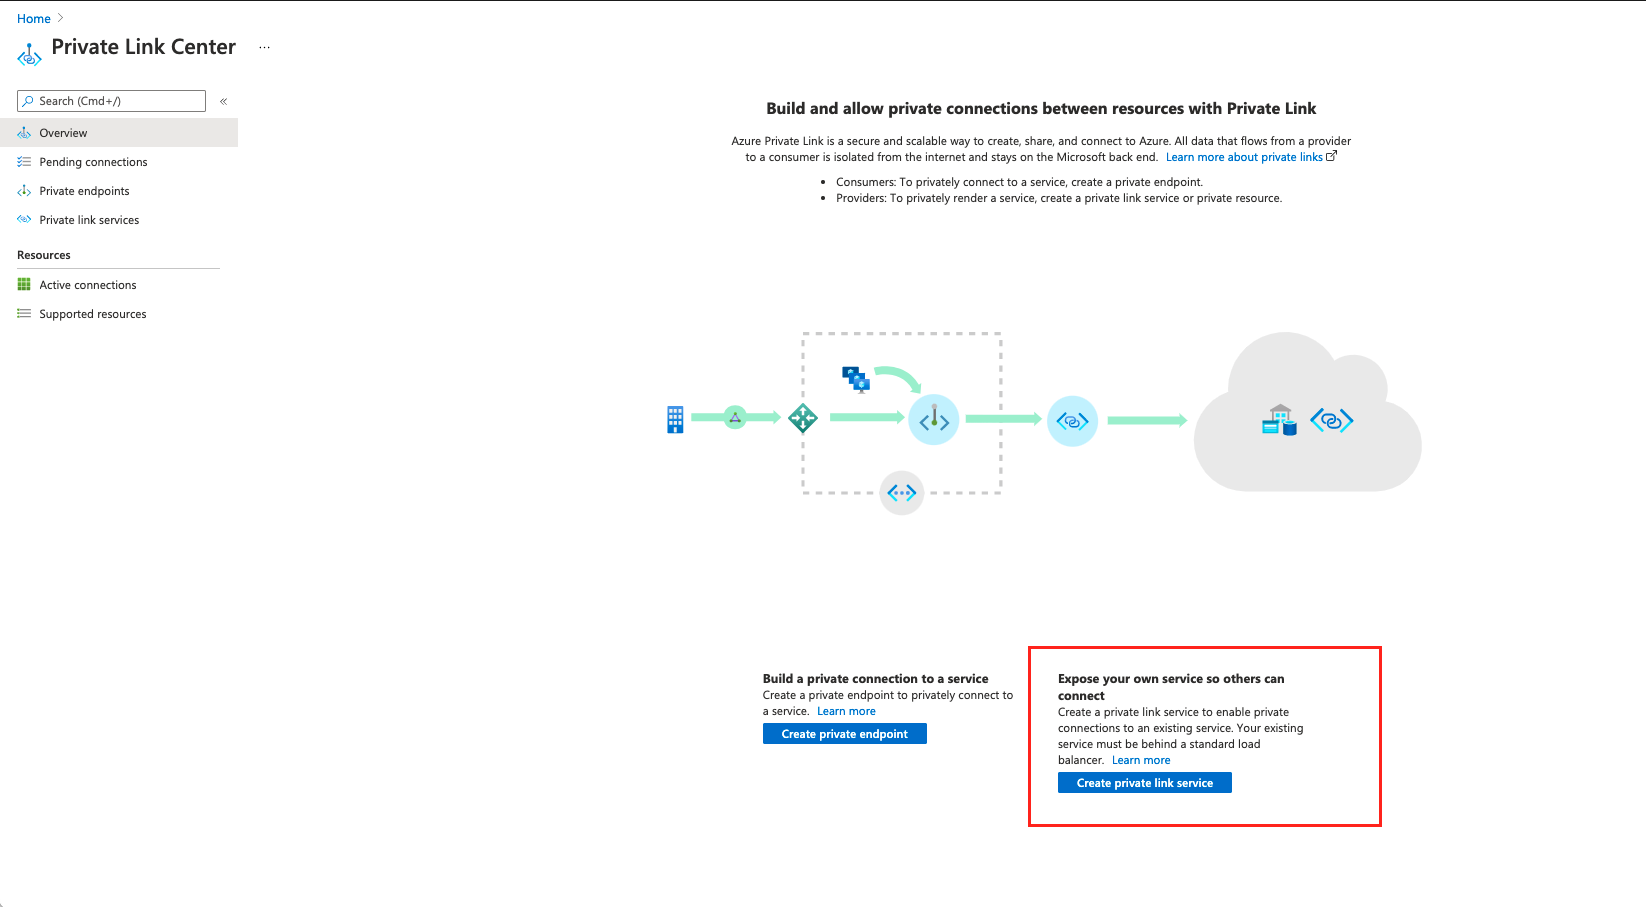 Home
Private Link Center ...
Search (Cmd+/) «
Overview
Pending connections
Private endpoints
Private link services
Resources
Active connections
Supported resources
Build and allow private connections between resources with Private Link
Azure Private Link is a secure and scalable way to create, share, and connect to Azure. All data that flows from a provider
to a consumer is isolated from the internet and stays on the Microsoft back end. Learn more about private links
• Consumers: To privately connect to a service, create a private endpoint.
• Providers: To privately render a service, create a private link service or private resource.
Build a private connection to a service
Create a private endpoint to privately connect to
a service. Learn more
Create private endpoint
Expose your own service so others can
connect
Create a private link service to enable private
connections to an existing service. Your existing
service must be behind a standard load
balancer. Learn more
Create private link service